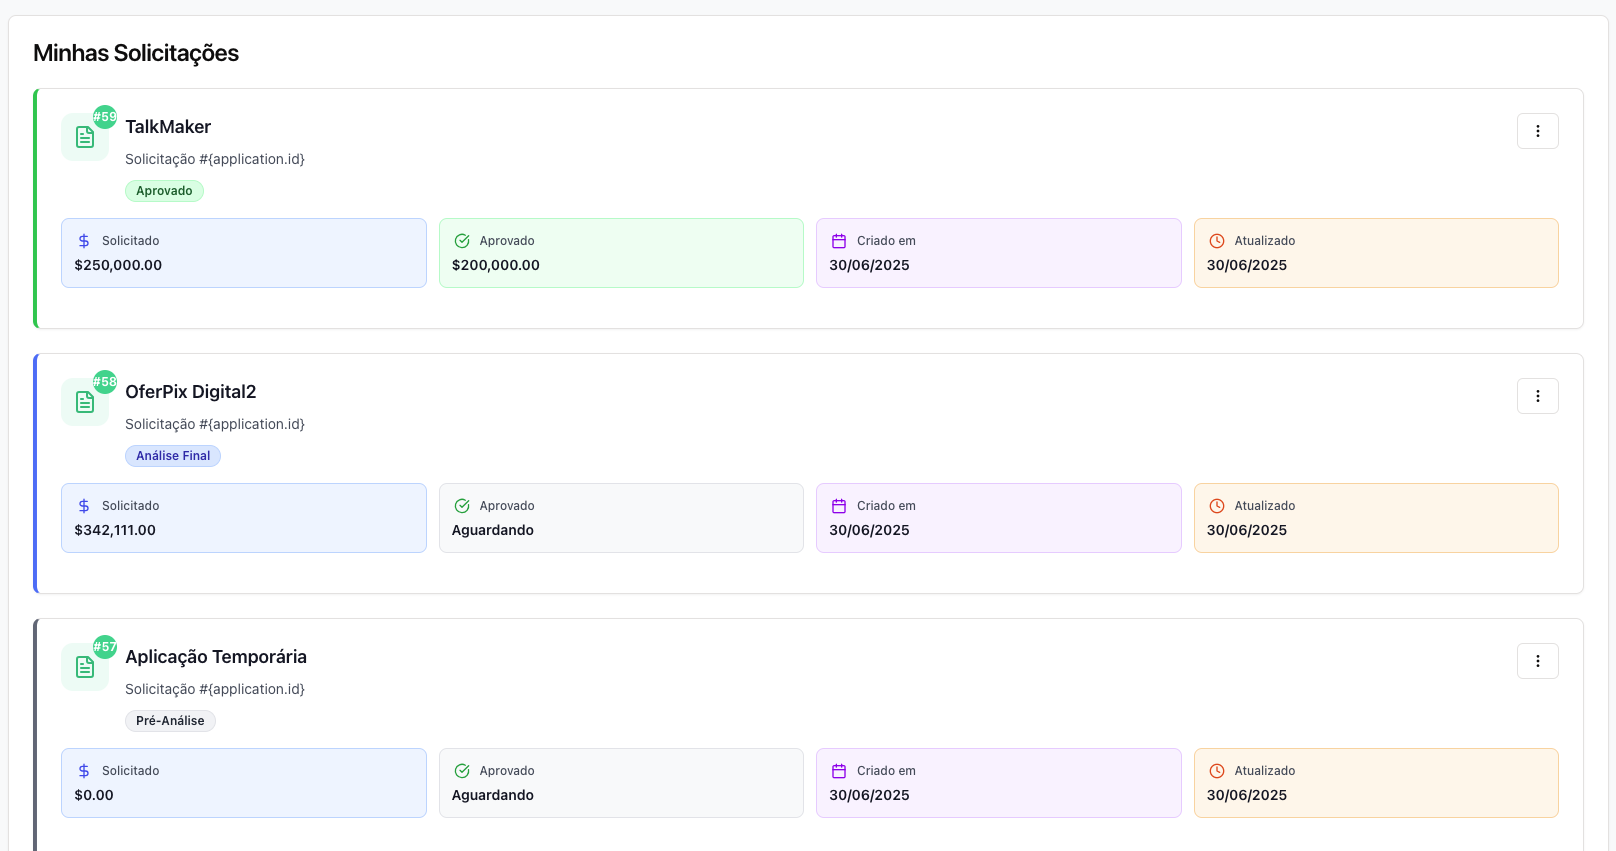 Minhas Solicitações
#59
TalkMaker
Solicitação #{application.id}
Aprovado
Solicitado
$250,000.00
Aprovado
$200,000.00
Criado em
30/06/2025
Atualizado
30/06/2025
#58
OferPix Digital2
Solicitação #{application.id}
Análise Final
Solicitado
$342,111.00
Aprovado
Aguardando
Criado em
30/06/2025
Atualizado
30/06/2025
#57
Aplicação Temporária
Solicitação #{application.id}
Pré-Análise
Solicitado
$0.00
Aprovado
Aguardando
Criado em
30/06/2025
Atualizado
30/06/2025